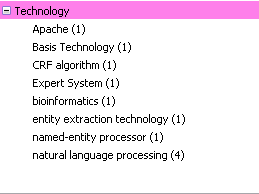 Technology
Apache (1)
Basis Technology (1)
CRF algorithm (1)
Expert System (1)
bioinformatics (1)
entity extraction technology (1)
named-entity processor (1)
natural language processing (4)